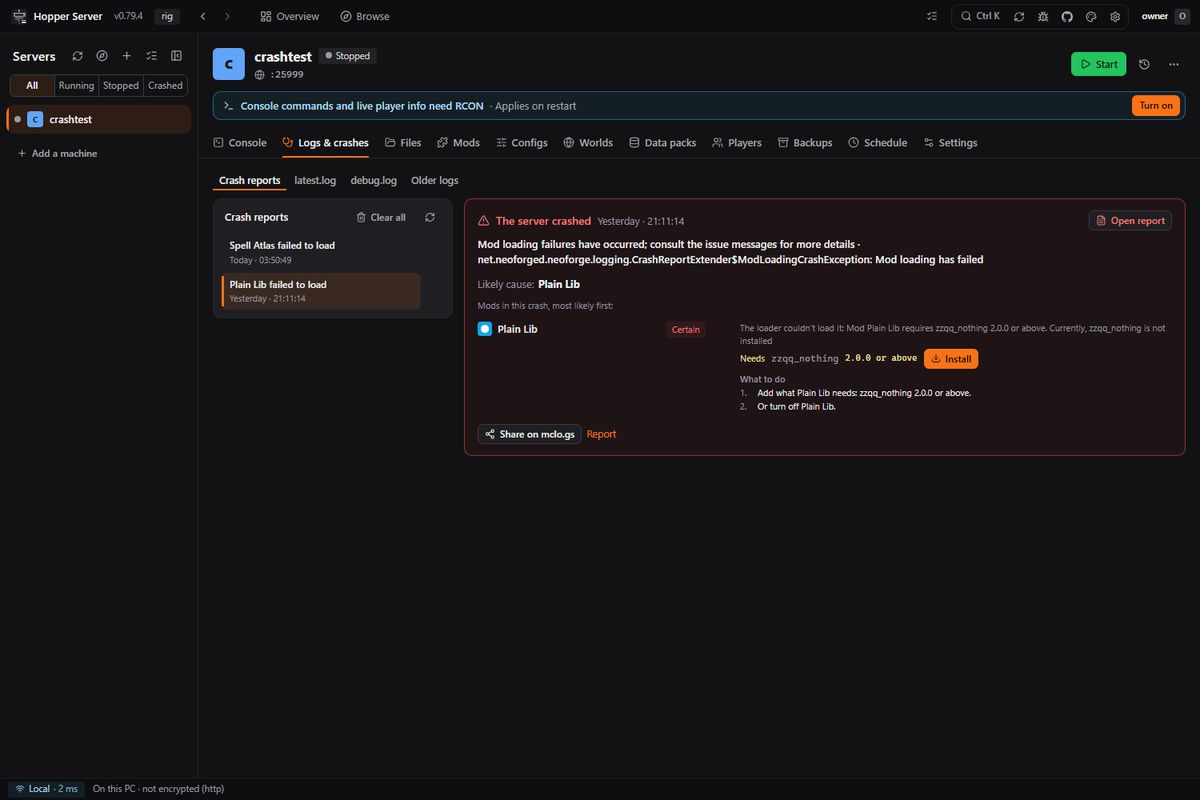 Hopper Server v0.79.4 rig Overview Browse Ctrl K owner O
Servers
All Running Stopped Crashed
C crashtest
Add a machine
C crashtest Stopped
:25999
Start
Console commands and live player info need RCON · Applies on restart Turn on
Console Logs & crashes Files Mods Configs Worlds Data packs Players Backups Schedule Settings
Crash reports latest.log debug.log Older logs
Crash reports Clear all
Spell Atlas failed to load
Today · 03:50:49
Plain Lib failed to load
Yesterday · 21:11:14
The server crashed Yesterday · 21:11:14 Open report
Mod loading failures have occurred; consult the issue messages for more details ·
net.neoforged.neoforge.logging.CrashReportExtender$ModLoadingCrashException: Mod loading has failed
Likely cause: Plain Lib
Mods in this crash, most likely first:
Plain Lib Certain
The loader couldn't load it: Mod Plain Lib requires zzqq_nothing 2.0.0 or above. Currently, zzqq_nothing is not
installed
Needs zzqq_nothing 2.0.0 or above Install
What to do
1. Add what Plain Lib needs: zzqq_nothing 2.0.0 or above.
2. Or turn off Plain Lib.
Share on mclo.gs Report
Local · 2 ms On this PC · not encrypted (http)